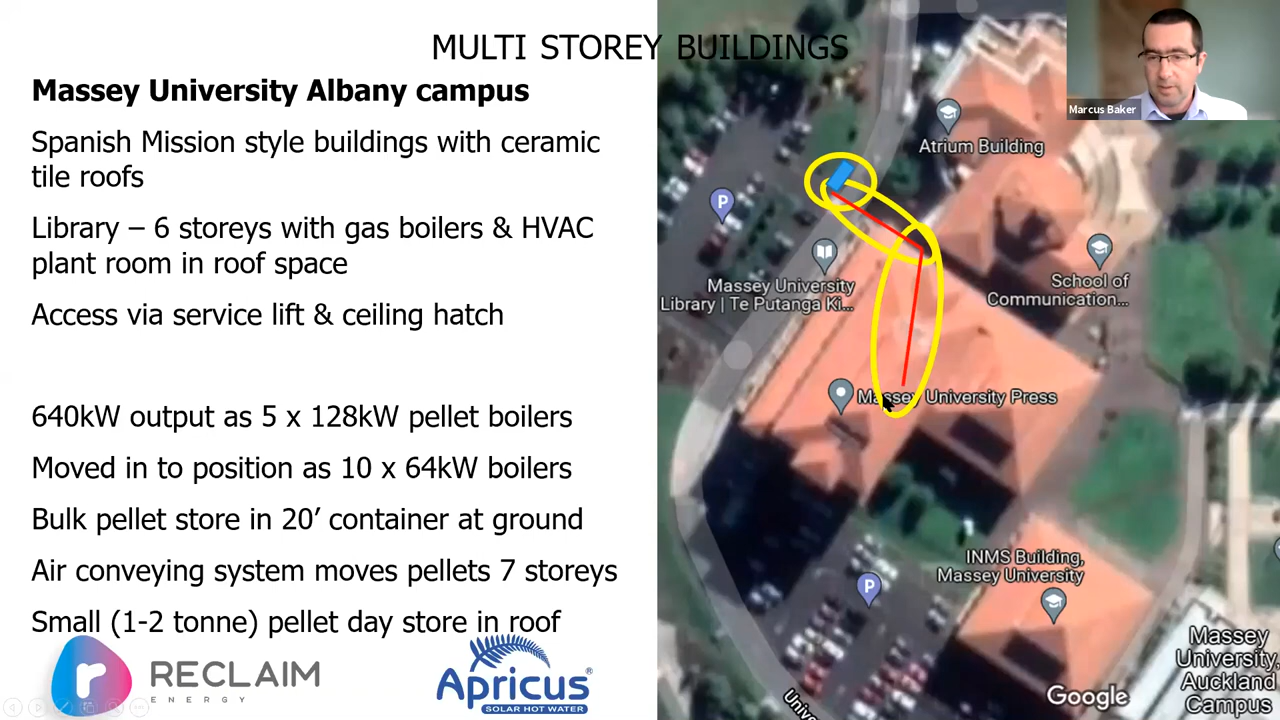 MULTI STOREY BUILDINGS
Massey University Albany campus
Spanish Mission style buildings with ceramic
tile roofs
Library – 6 storeys with gas boilers & HVAC
plant room in roof space
Access via service lift & ceiling hatch
640kW output as 5 x 128kW pellet boilers
Moved in to position as 10 x 64kW boilers
Bulk pellet store in 20’ container at ground
Air conveying system moves pellets 7 storeys
Small (1-2 tonne) pellet day store in roof
RECLAIM
ENERGY
Apricus®
SOLAR HOT WATER
Marcus Baker
Atrium Building
P
Massey University
Library | Te Putanga Ki...
School of
Communication...
Massey University Press
INMS Building,
Massey University
P
Massey
University,
Auckland
Campus
Google
Unive